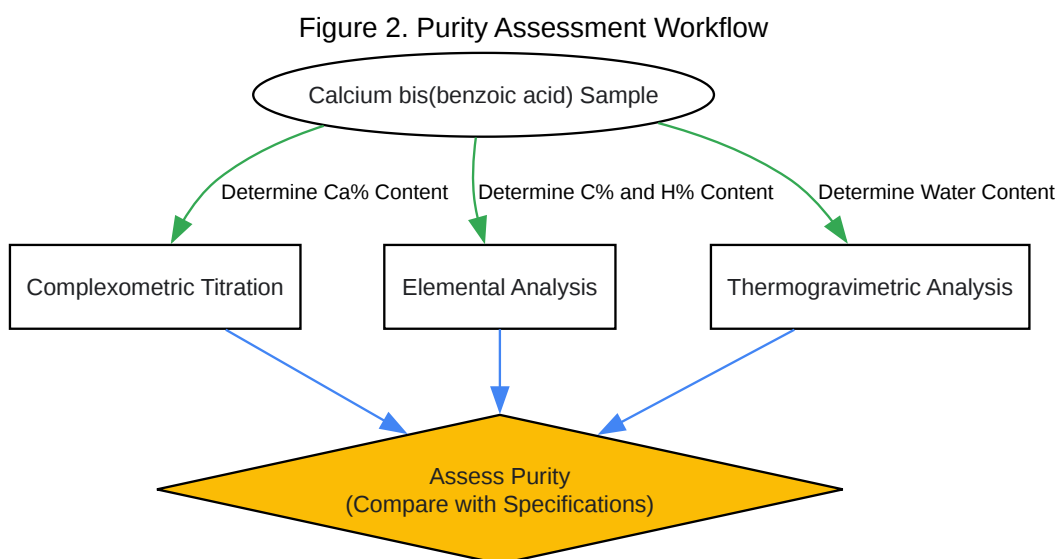 Figure 2. Purity Assessment Workflow
Calcium bis(benzoic acid) Sample
Determine Ca% Content
Determine C% and H% Content
Determine Water Content
Complexometric Titration
Elemental Analysis
Thermogravimetric Analysis
Assess Purity
(Compare with Specifications)